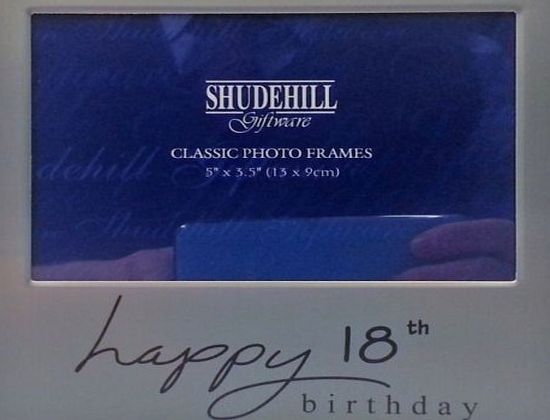 SHUDEHILL
Giftware
CLASSIC PHOTO FRAMES
5" x 3.5" (13 x 9cm)
happy 18th
birthday